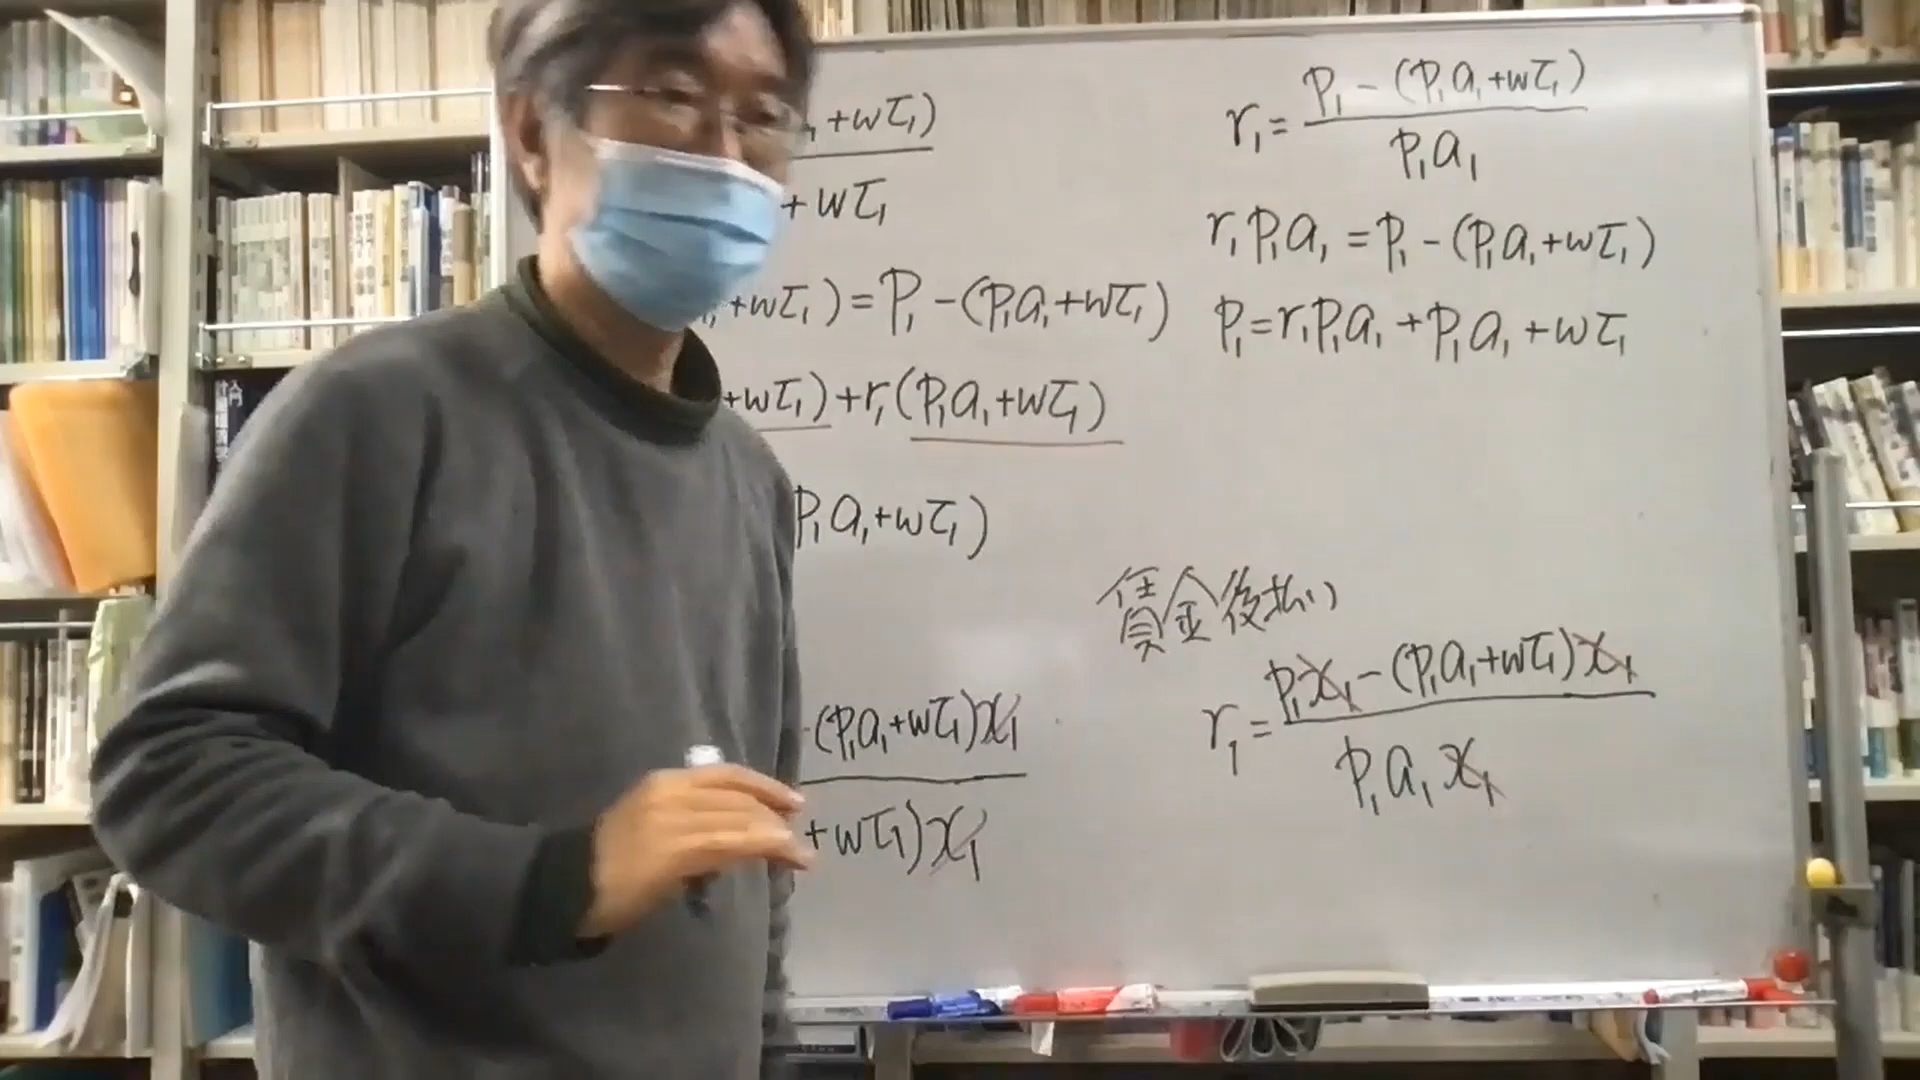 , +wτ₁)
+ wτ₁
+wτ₁) = p₁ - (p₁a₁+wτ₁)
+wτ₁) + r₁(p₁a₁+wτ₁)
p₁a₁+wτ₁)
(p₁a₁+wτ₁)x₁
+wτ₁)x₁
r₁ = p₁ - (p₁a₁+wτ₁)
p₁a₁
r₁p₁a₁ = p₁ - (p₁a₁+wτ₁)
p₁ = r₁p₁a₁ + p₁a₁ + wτ₁
賃金後払い
r₁ = p₁x₁ - (p₁a₁+wτ₁)x₁
p₁a₁x₁